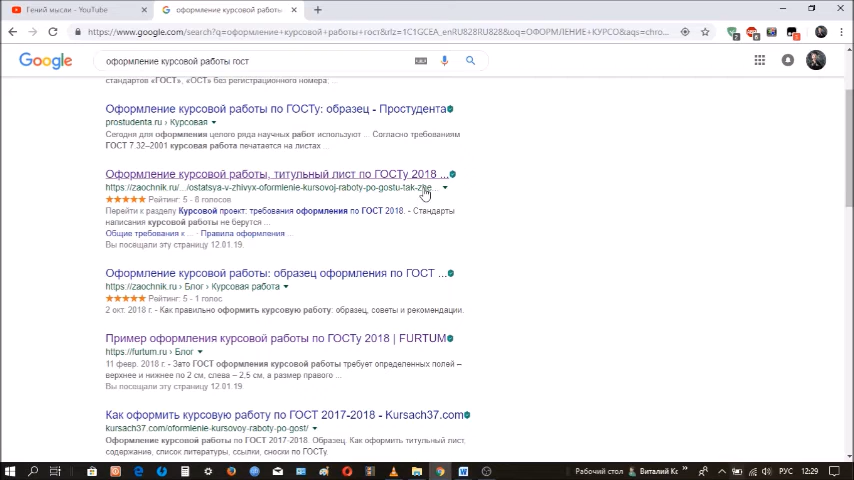 Гений мысли - YouTube
оформление курсовой работы г
https://www.google.com/search?q=оформление+курсовой+работы+гост&rlz=1C1GCEA_enRU828RU828&oq=ОФОРМЛЕНИЕ+КУРСО&aqs=chro...
Google
оформление курсовой работы гост
стандартов «ГОСТ», «ОСТ» без регистрационного номера; ...
Оформление курсовой работы по ГОСТу: образец - Простудента
prostudenta.ru › Курсовая
Сегодня для оформления целого ряда научных работ используют ... Согласно требованиям
ГОСТ 7.32–2001 курсовая работа печатается на листах ...
Оформление курсовой работы, титульный лист по ГОСТу 2018 ...
https://zaochnik.ru/.../ostatsya-v-zhivyx-oformlenie-kursovoj-raboty-po-gostu-tak-zhe...
Рейтинг: 5 - 8 голосов
Перейти к разделу Курсовой проект: требования оформления по ГОСТ 2018. - Стандарты
написания курсовой работы не берутся ...
Общие требования к ... - Правила оформления ...
Вы посещали эту страницу 12.01.19.
Оформление курсовой работы: образец оформления по ГОСТ ...
https://zaochnik.ru › Блог › Курсовая работа
Рейтинг: 5 - 1 голос
2 окт. 2018 г. - Как правильно оформить курсовую работу: образец, советы и рекомендации.
Пример оформления курсовой работы по ГОСТу 2018 | FURTUM
https://furtum.ru › Блог
11 февр. 2018 г. - Зато ГОСТ оформления курсовой работы требует определенных полей –
верхнее и нижнее по 2 см, слева – 2,5 см, а размер правого ...
Вы посещали эту страницу 12.01.19
Как оформить курсовую работу по ГОСТ 2017-2018 - Kursach37.com
kursach37.com/oformlenie-kursovoy-raboty-po-gost/
Оформление курсовой работы по ГОСТ 2017-2018. Образец. Как оформить титульный лист,
содержание, список литературы, ссылки, сноски по ГОСТу.
Рабочий стол
Виталий Кс
РУС
12:29